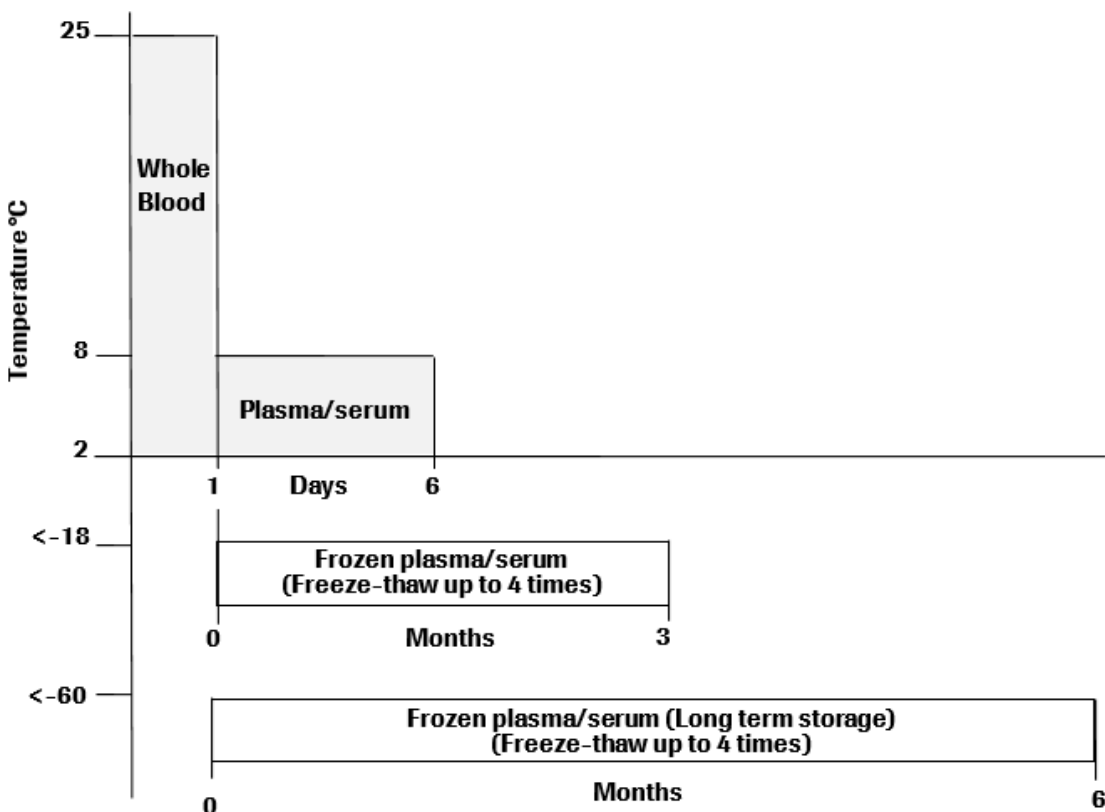 25
Whole
Blood
Temperature °C
8
Plasma/serum
2
1 Days 6
<-18
Frozen plasma/serum
(Freeze-thaw up to 4 times)
0 Months 3
<-60
Frozen plasma/serum (Long term storage)
(Freeze-thaw up to 4 times)
0 Months 6